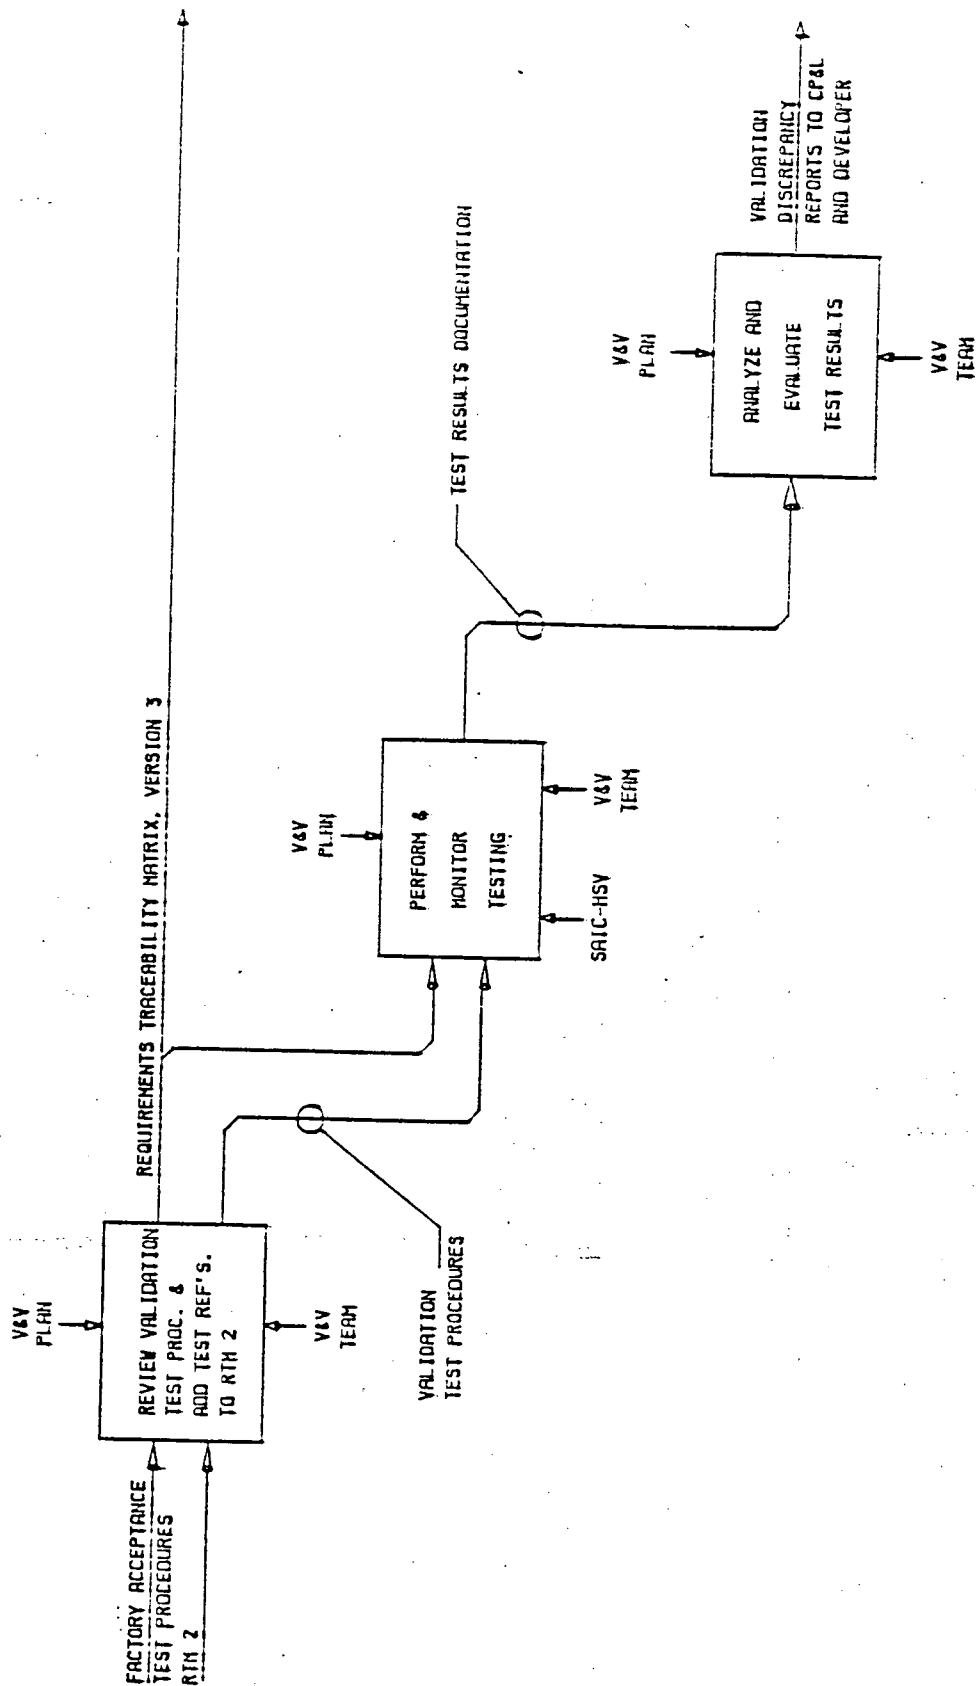 FACTORY ACCEPTANCE
TEST PROCEDURES
RTM 2
V&V
PLAN
REVIEW VALIDATION
TEST PROC. &
ADD TEST REF'S.
TO RTM 2
V&V
TEAM
REQUIREMENTS TRACEABILITY MATRIX, VERSION 3
VALIDATION
TEST PROCEDURES
V&V
PLAN
PERFORM &
MONITOR
TESTING
SAIC-HSV
V&V
TEAM
TEST RESULTS DOCUMENTATION
V&V
PLAN
ANALYZE AND
EVALUATE
TEST RESULTS
V&V
TEAM
VALIDATION
DISCREPANCY
REPORTS TO CP&L
AND DEVELOPER